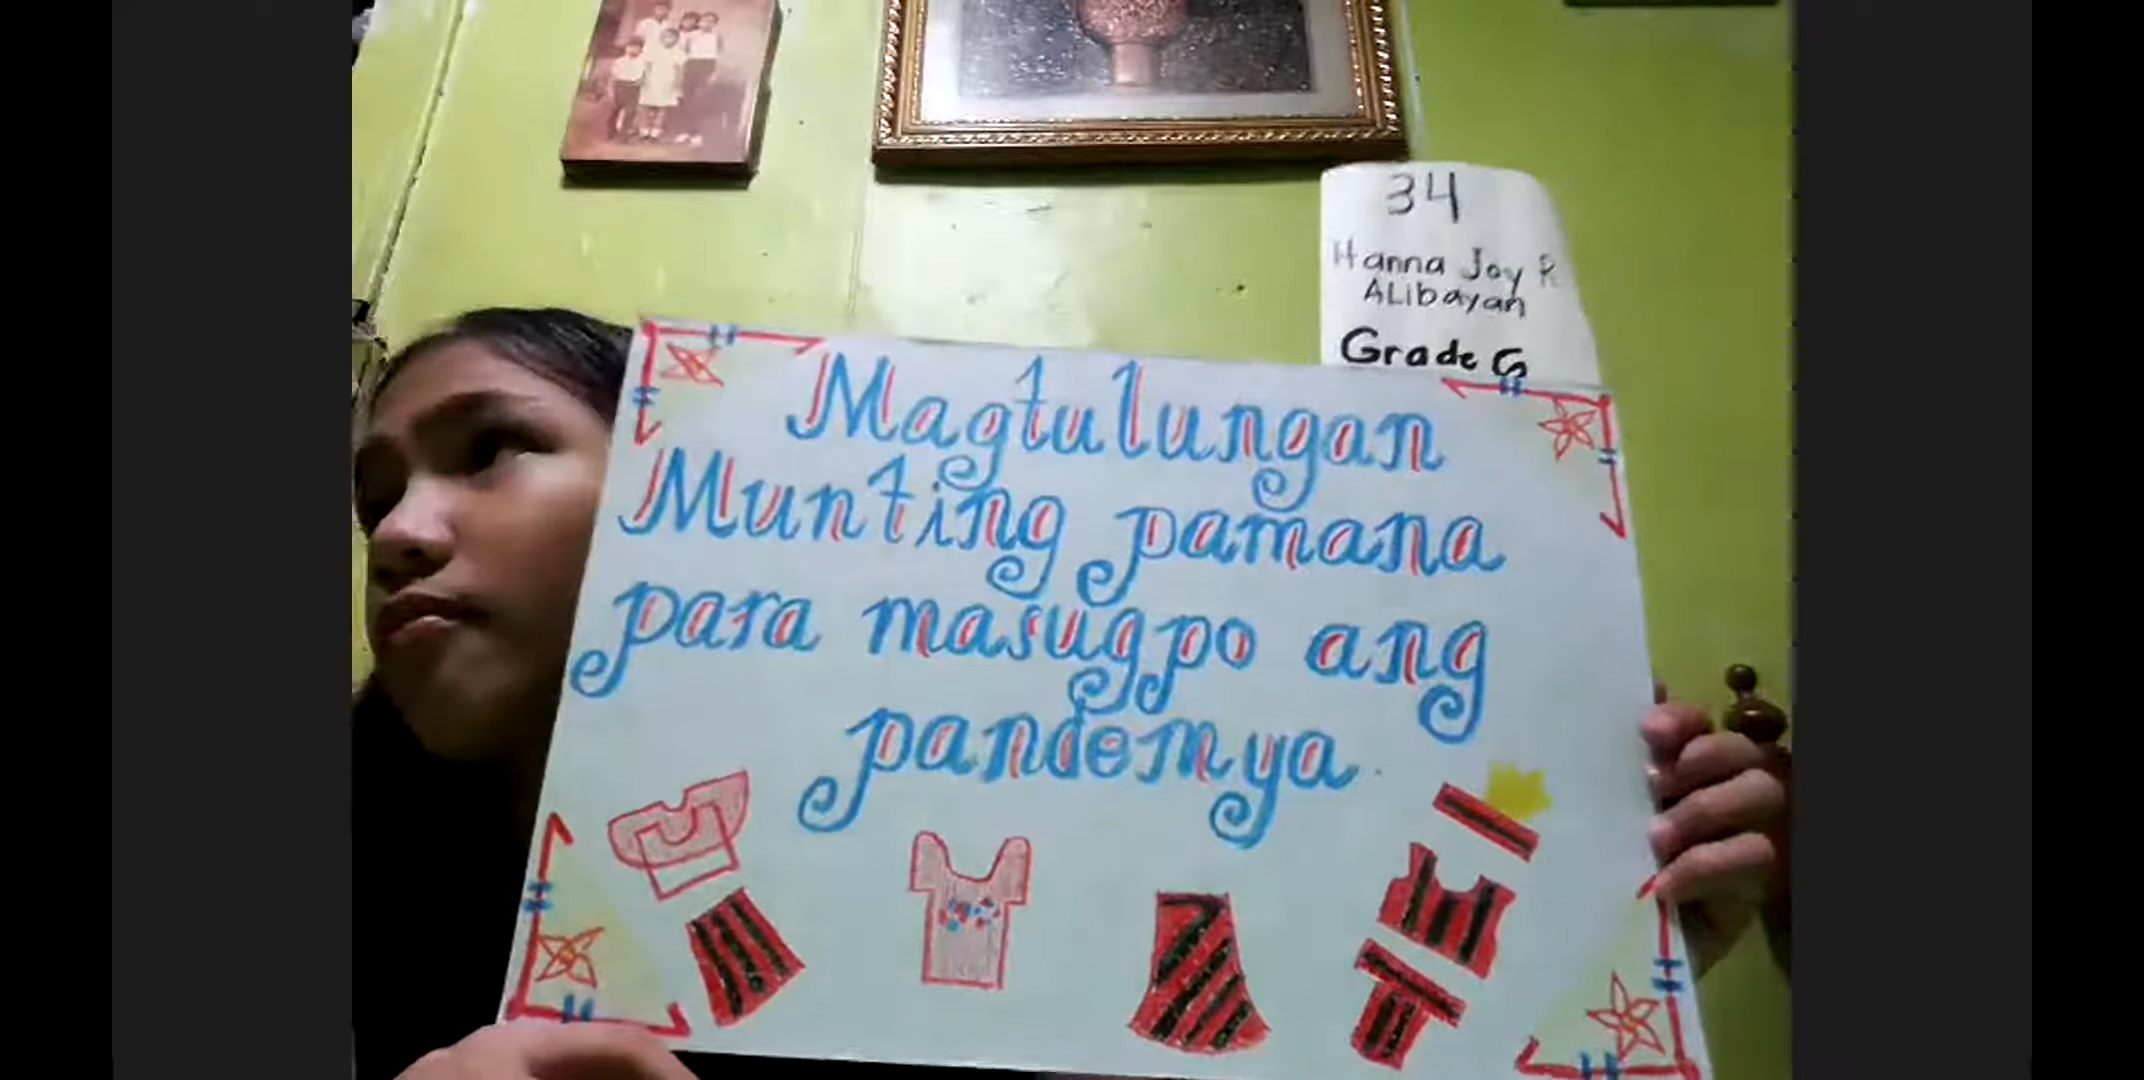 34
Hanna Joy R
ALibayan
Grade 6
Magtulungan
Munting pamana
para masugpo ang
pandemya